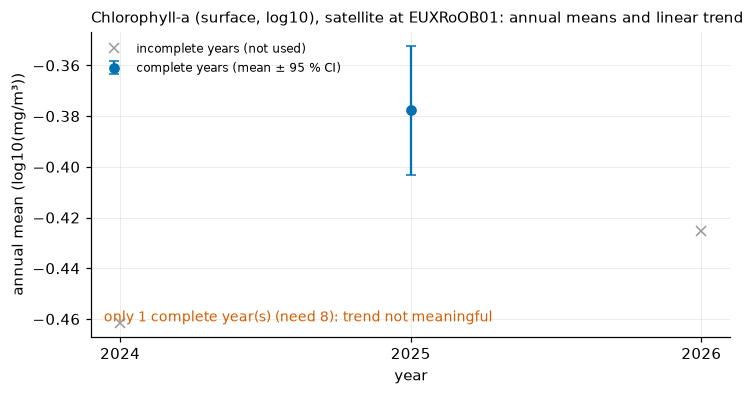 Chlorophyll-a (surface, log10), satellite at EUXRoOB01: annual means and linear trend
incomplete years (not used)
complete years (mean ± 95 % CI)
−0.36
−0.38
−0.40
−0.42
−0.44
−0.46
annual mean (log10(mg/m³))
only 1 complete year(s) (need 8): trend not meaningful
2024
2025
2026
year